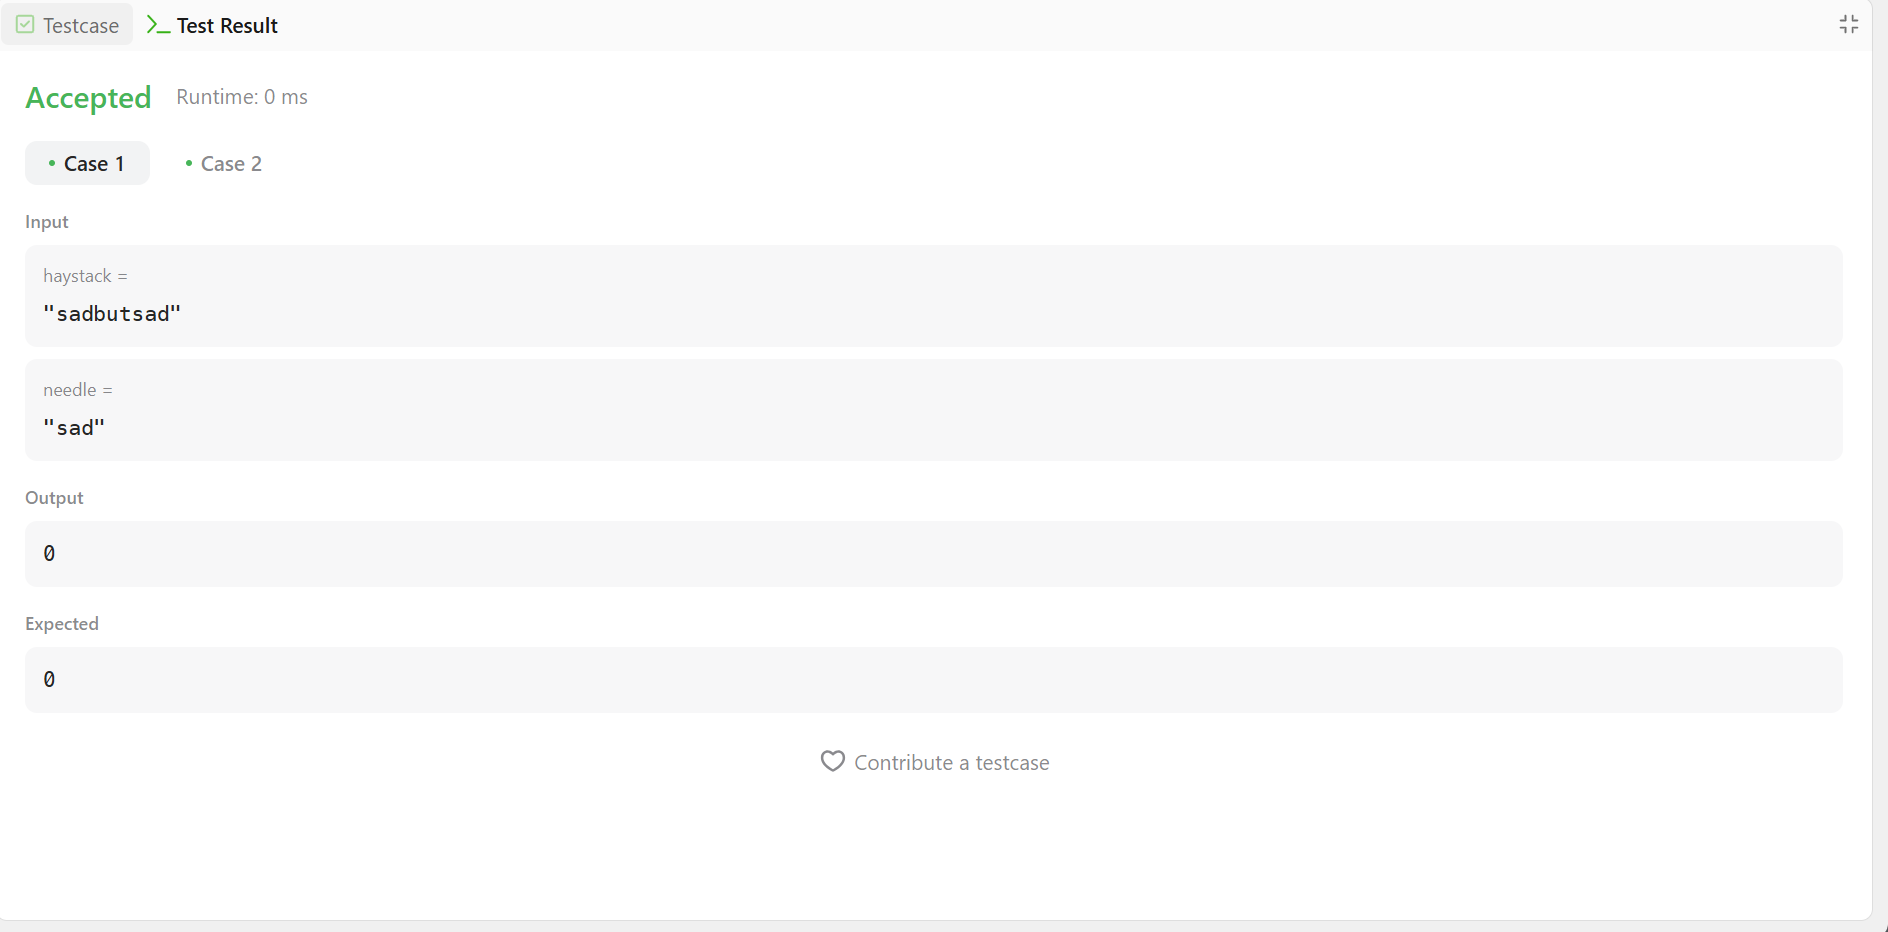 Testcase
Test Result
Accepted Runtime: 0 ms
Case 1 Case 2
Input
haystack =
"sadbutsad"
needle =
"sad"
Output
0
Expected
0
Contribute a testcase